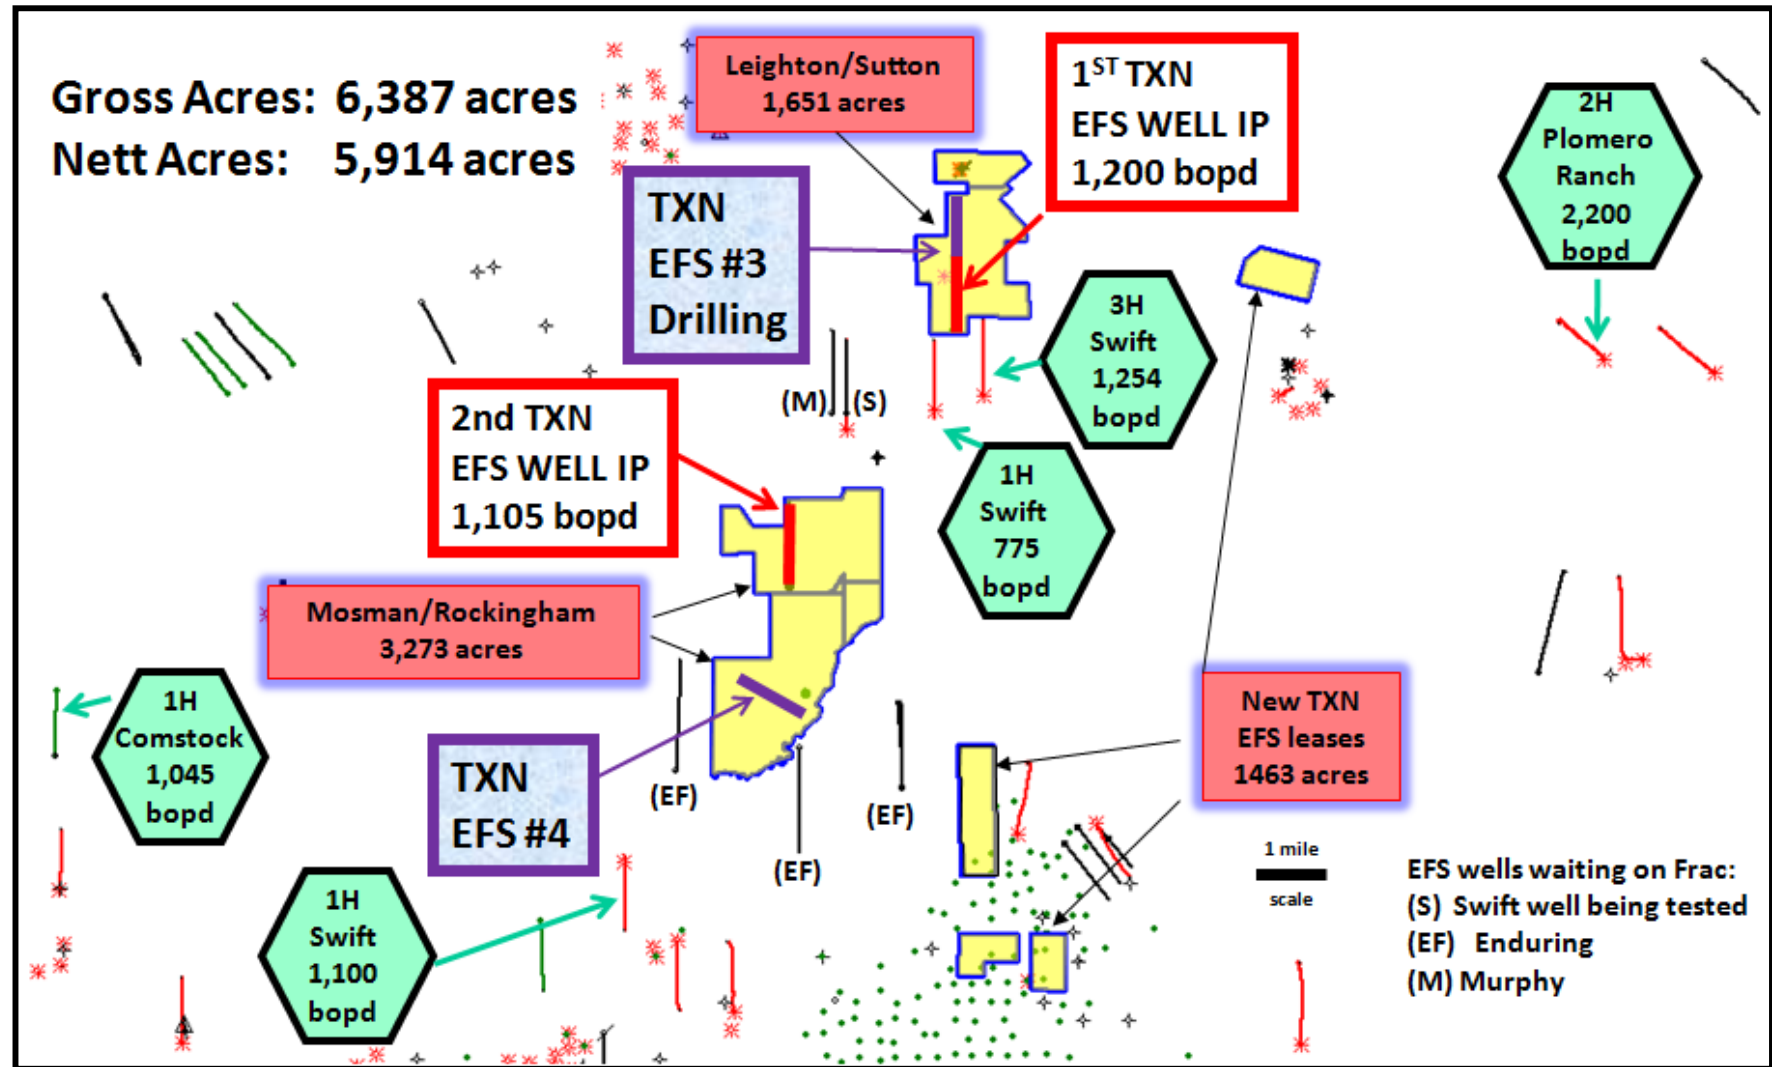 Gross Acres: 6,387 acres
Nett Acres: 5,914 acres
Leighton/Sutton
1,651 acres
1ST TXN
EFS WELL IP
1,200 bopd
2H
Plomero
Ranch
2,200
bopd
TXN
EFS #3
Drilling
3H
Swift
1,254
bopd
(M)
(S)
2nd TXN
EFS WELL IP
1,105 bopd
1H
Swift
775
bopd
Mosman/Rockingham
3,273 acres
1H
Comstock
1,045
bopd
New TXN
EFS leases
1463 acres
TXN
EFS #4
(EF)
(EF)
(EF)
1 mile
scale
1H
Swift
1,100
bopd
EFS wells waiting on Frac:
(S) Swift well being tested
(EF) Enduring
(M) Murphy